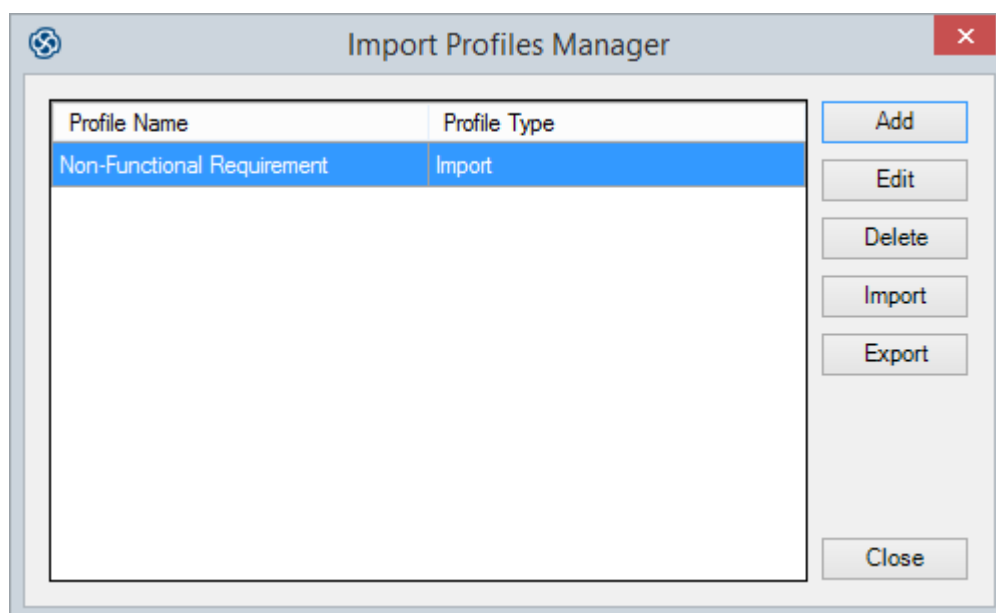 Import Profiles Manager
Profile Name Profile Type Add
Non-Functional Requirement Import
Edit
Delete
Import
Export
Close